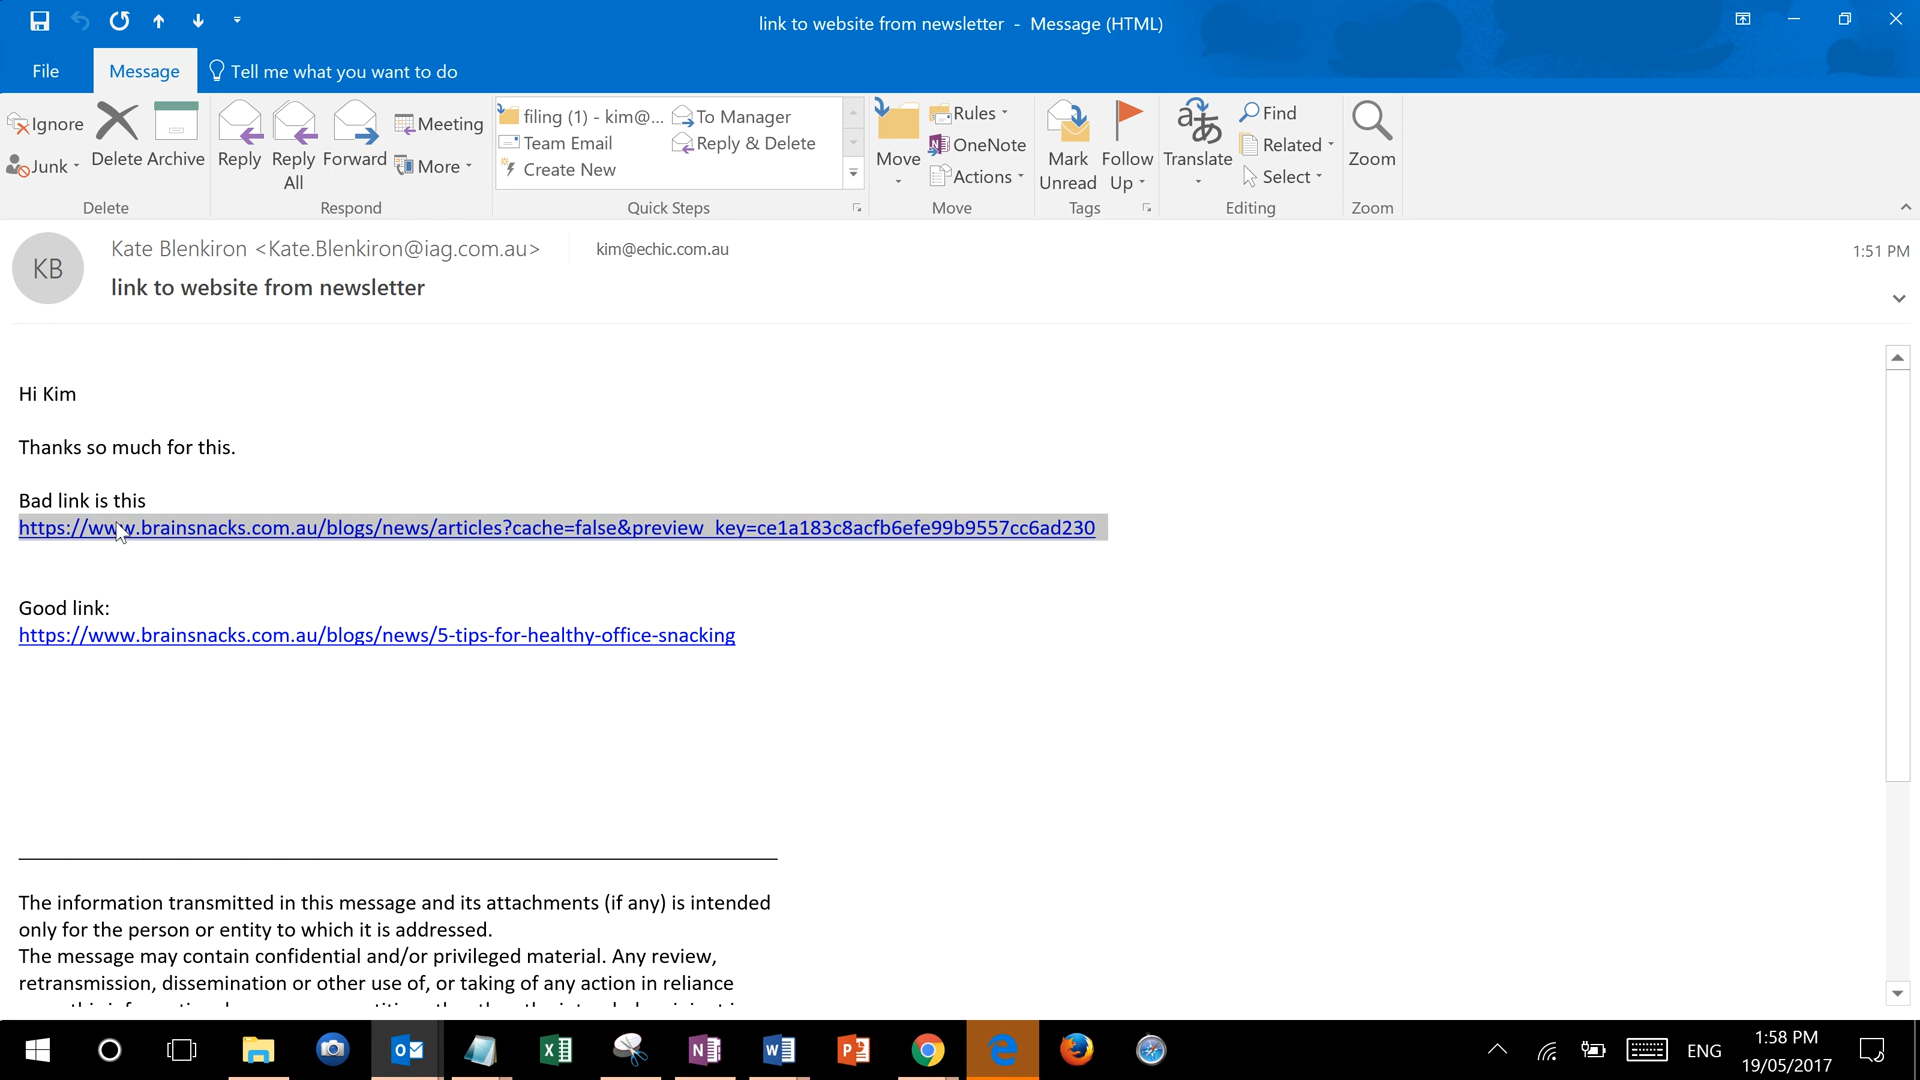 link to website from newsletter - Message (HTML)
File Message Tell me what you want to do
Ignore Junk Delete Archive
Reply Reply All Forward Meeting More
filing (1) - kim@... To Manager
Team Email Reply & Delete
Create New
Move Rules OneNote Actions
Mark Unread Follow Up
Translate Find Related Select
Zoom
Delete Respond Quick Steps Move Tags Editing Zoom
KB
Kate Blenkiron <Kate.Blenkiron@iag.com.au> kim@echic.com.au 1:51 PM
link to website from newsletter
Hi Kim
Thanks so much for this.
Bad link is this
https://www.brainsnacks.com.au/blogs/news/articles?cache=false&preview_key=ce1a183c8acfb6efe99b9557cc6ad230
Good link:
https://www.brainsnacks.com.au/blogs/news/5-tips-for-healthy-office-snacking
The information transmitted in this message and its attachments (if any) is intended
only for the person or entity to which it is addressed.
The message may contain confidential and/or privileged material. Any review,
retransmission, dissemination or other use of, or taking of any action in reliance
ENG 1:58 PM
19/05/2017